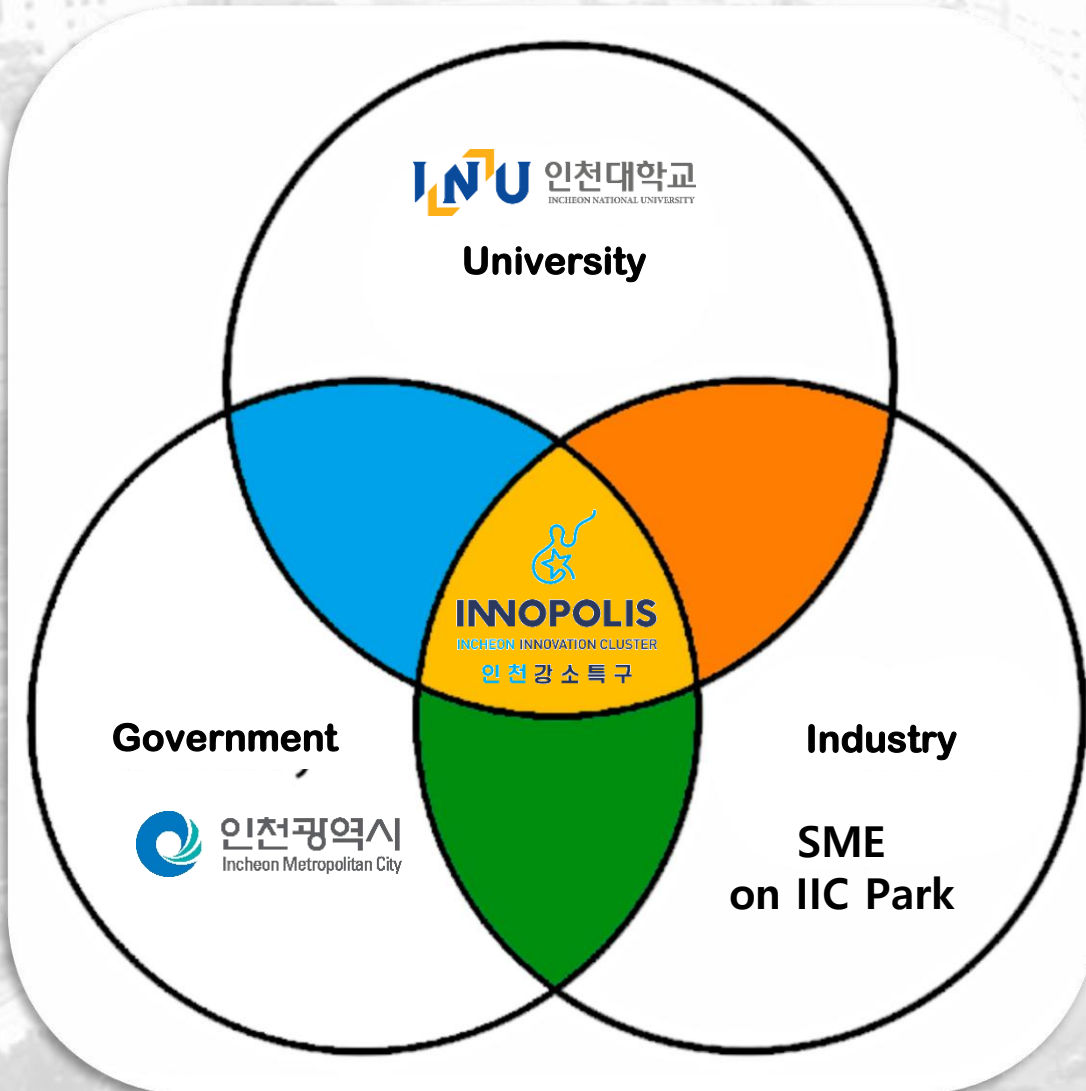 INU 인천대학교
INCHEON NATIONAL UNIVERSITY
University
INNOPOLIS
INCHEON INNOVATION CLUSTER
인천강소특구
Government
인천광역시
Incheon Metropolitan City
Industry
SME
on IIC Park